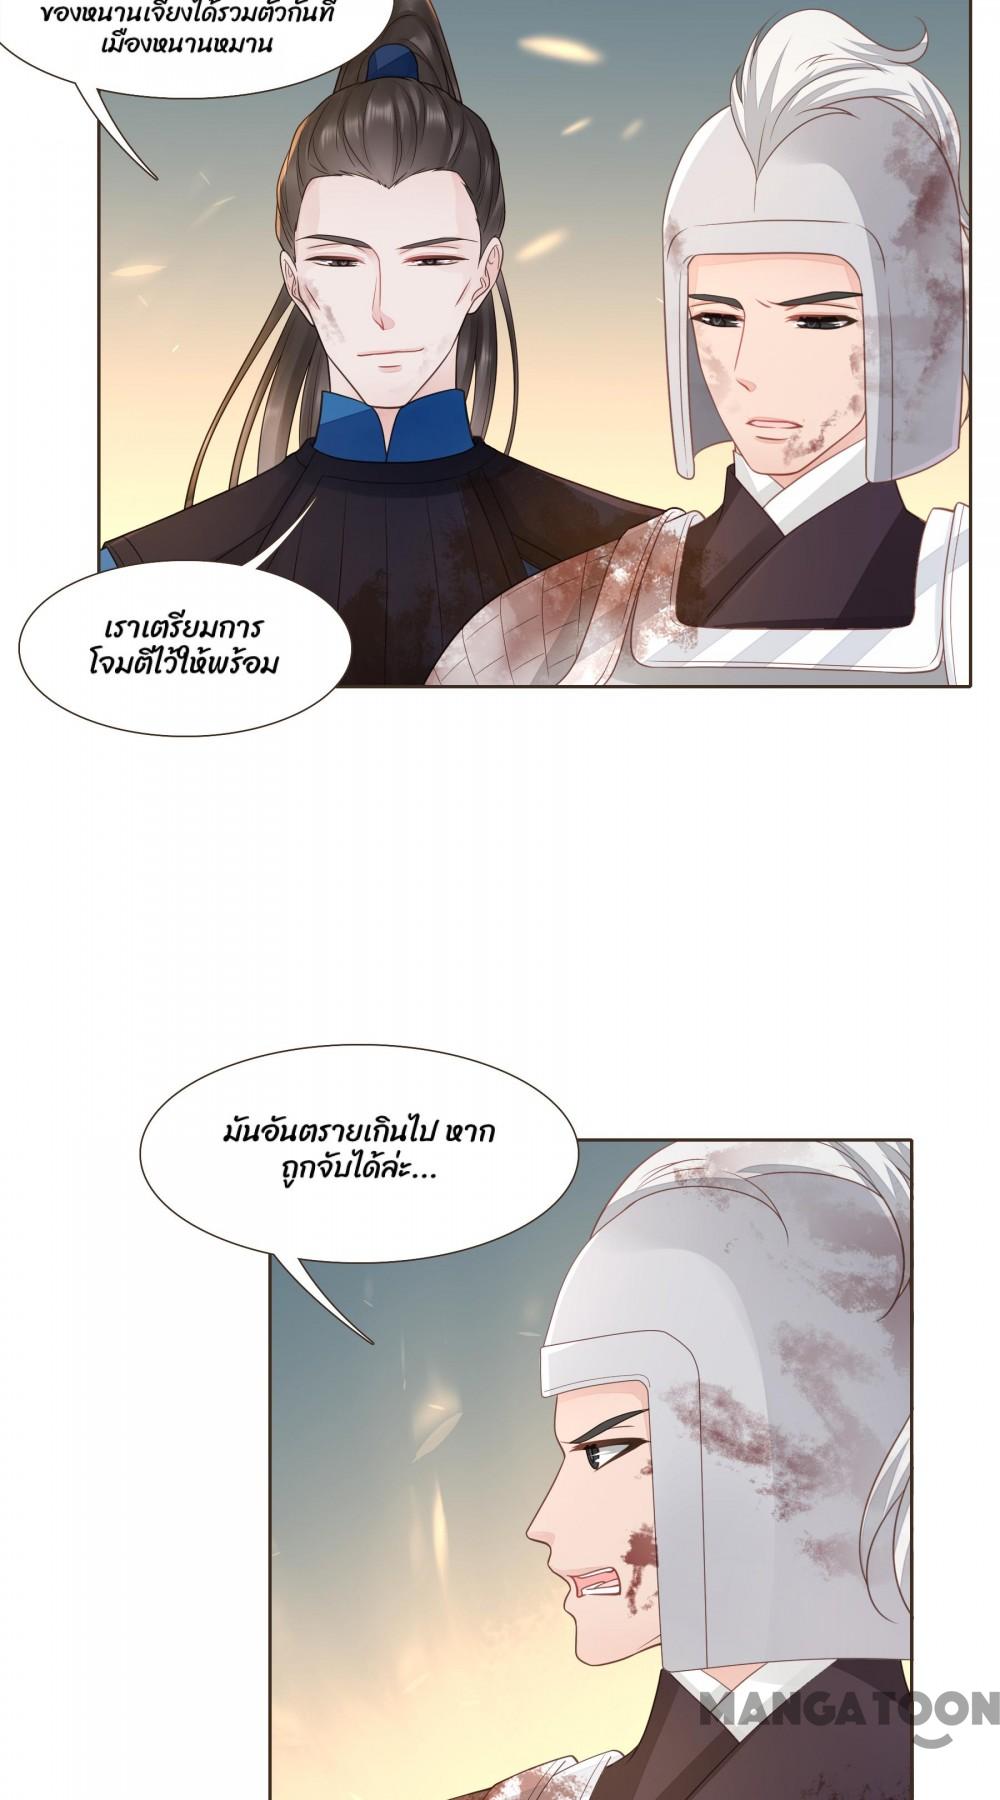 ของหนานเจียงได้รวมตัวกันที่
เมืองหนานหมาน
เราเตรียมการ
โจมตีไว้ให้พร้อม
มันอันตรายเกินไป หาก
ถูกจับได้ล่ะ...
MANGATOON